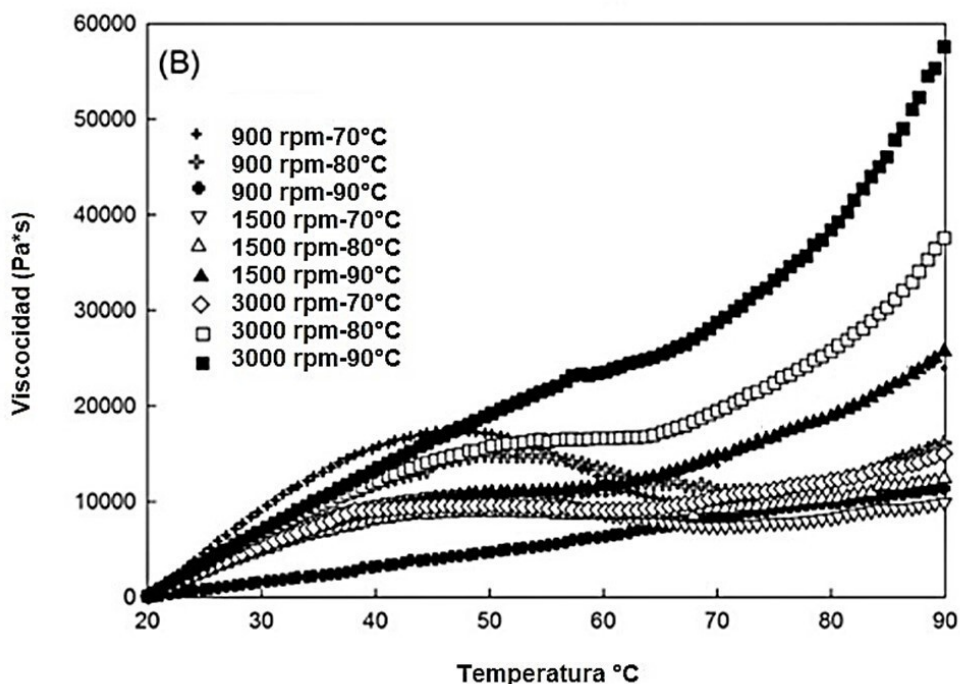 60000
(B)
50000
900 rpm-70°C
900 rpm-80°C
900 rpm-90°C
1500 rpm-70°C
1500 rpm-80°C
1500 rpm-90°C
3000 rpm-70°C
3000 rpm-80°C
3000 rpm-90°C
40000
30000
20000
10000
0
Viscocidad (Pa*s)
20 30 40 50 60 70 80 90
Temperatura °C